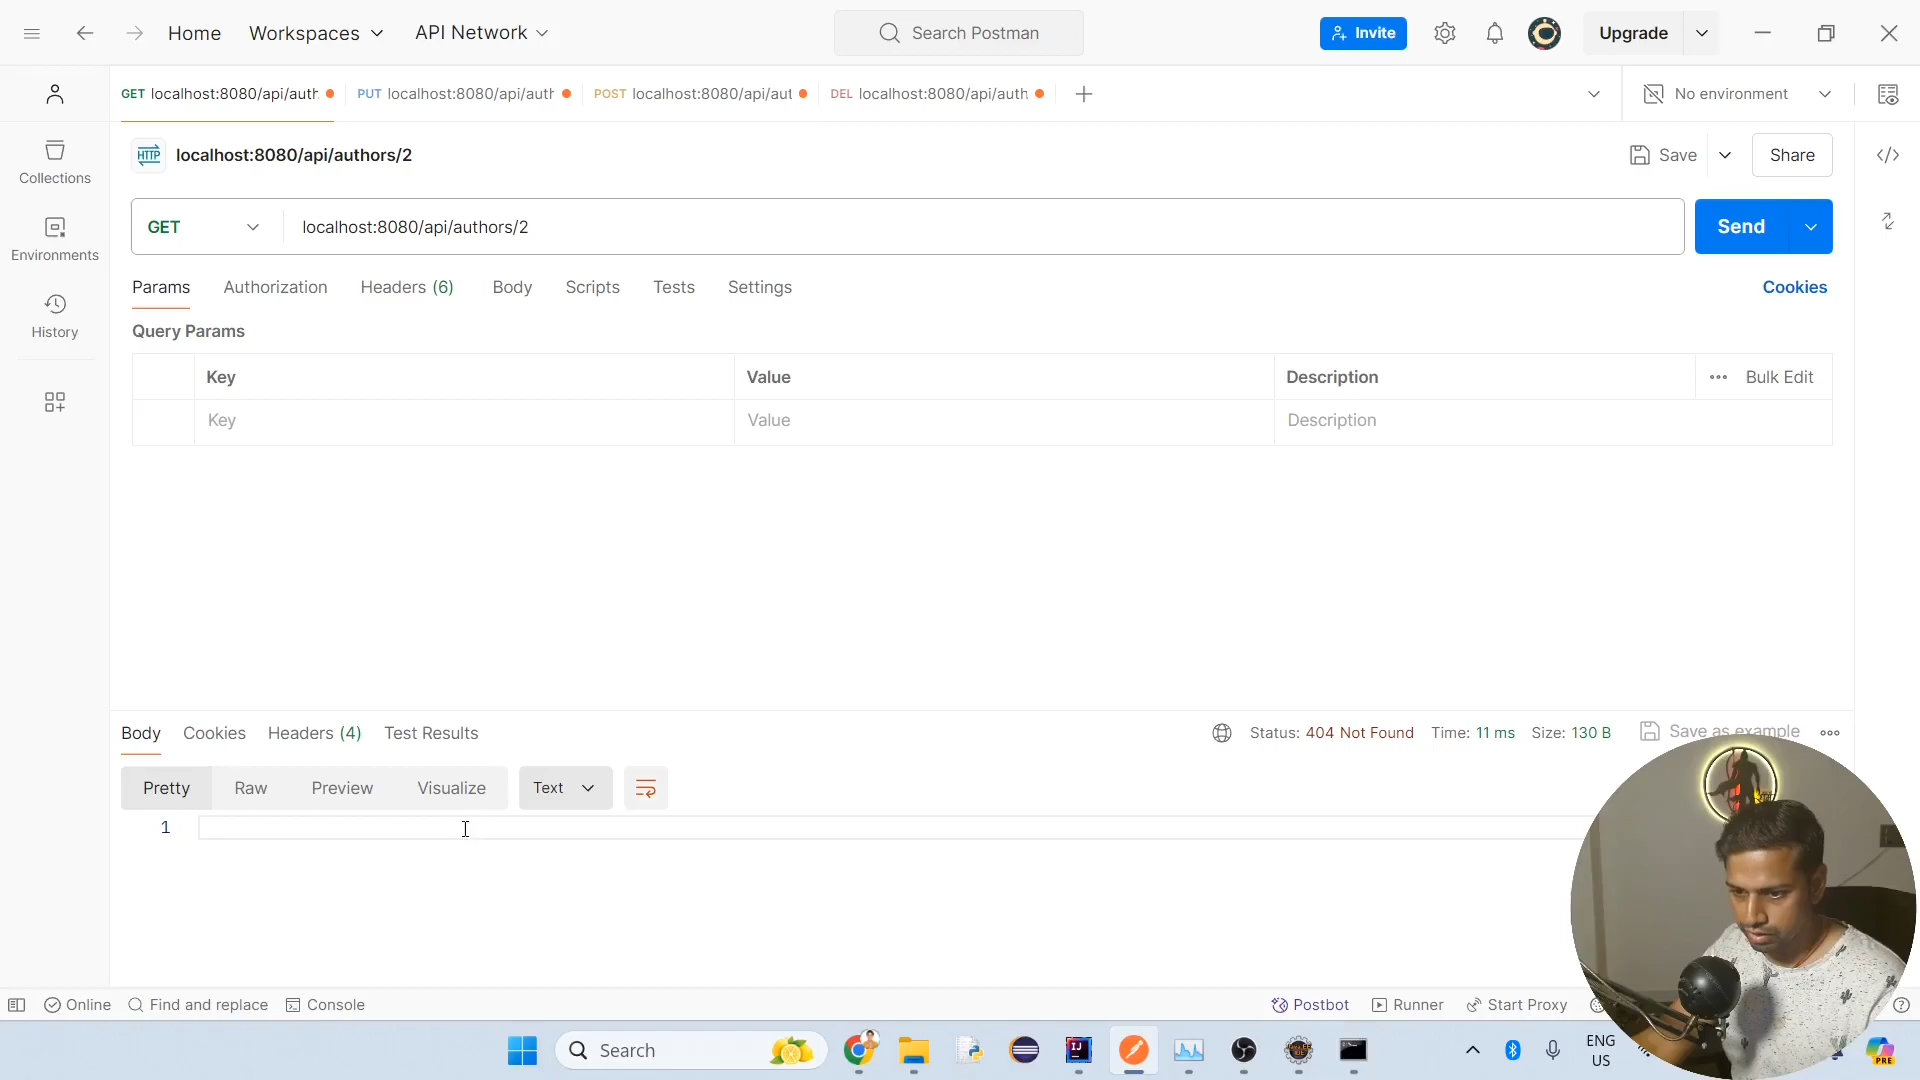 Home Workspaces API Network Search Postman Invite Upgrade
GET localhost:8080/api/auth PUT localhost:8080/api/auth POST localhost:8080/api/aut DEL localhost:8080/api/auth No environment
HTTP localhost:8080/api/authors/2 Save Share
Collections
GET localhost:8080/api/authors/2 Send
Environments
Params Authorization Headers (6) Body Scripts Tests Settings Cookies
History
Query Params
Key Value Description Bulk Edit
Key Value Description
Body Cookies Headers (4) Test Results Status: 404 Not Found Time: 11 ms Size: 130 B Save as example
Pretty Raw Preview Visualize Text
1
Online Find and replace Console Postbot Runner Start Proxy
Search ENG
US
IJ
PRE